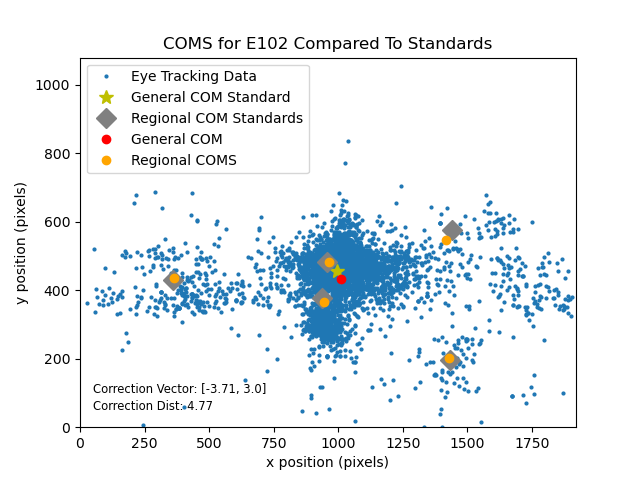 COMS for E102 Compared To Standards
Eye Tracking Data
General COM Standard
Regional COM Standards
General COM
Regional COMS
1000
800
600
400
200
0
y position (pixels)
Correction Vector: [-3.71, 3.0]
Correction Dist: 4.77
0 250 500 750 1000 1250 1500 1750
x position (pixels)